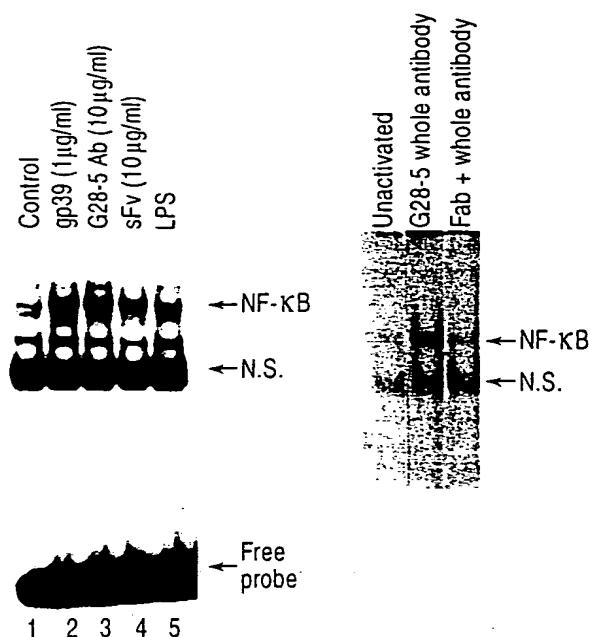 Control
gp39 (1µg/ml)
G28-5 Ab (10µg/ml)
sFv (10µg/ml)
LPS
←NF-κB
←N.S.
←Free
probe
1 2 3 4 5
Unactivated
G28-5 whole antibody
Fab + whole antibody
←NF-κB
←N.S.